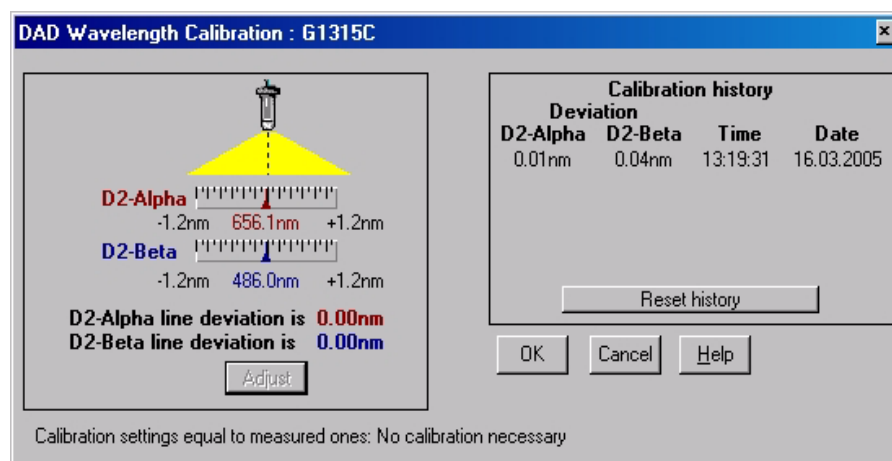 DAD Wavelength Calibration : G1315C
D2-Alpha
-1.2nm 656.1nm +1.2nm
D2-Beta
-1.2nm 486.0nm +1.2nm
D2-Alpha line deviation is 0.00nm
D2-Beta line deviation is 0.00nm
Adjust
Calibration history
Deviation
D2-Alpha D2-Beta Time Date
0.01nm 0.04nm 13:19:31 16.03.2005
Reset history
OK Cancel Help
Calibration settings equal to measured ones: No calibration necessary